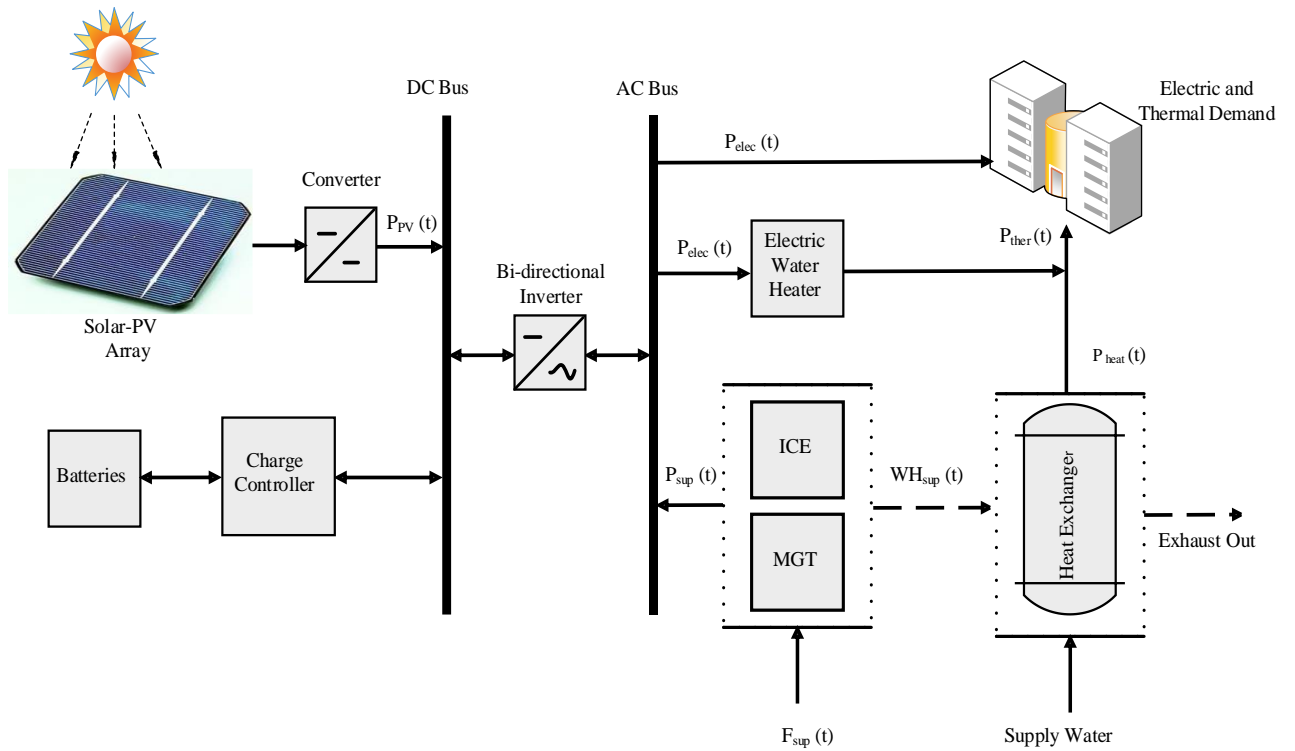 DC Bus
AC Bus
Electric and
Thermal Demand
P_elec (t)
Converter
P_PV (t)
P_elec (t)
Electric
Water
Heater
P_ther (t)
Bi-directional
Inverter
Solar-PV
Array
P_heat (t)
Batteries
Charge
Controller
P_sup (t)
ICE
MGT
WH_sup (t)
Heat Exchanger
Exhaust Out
F_sup (t)
Supply Water